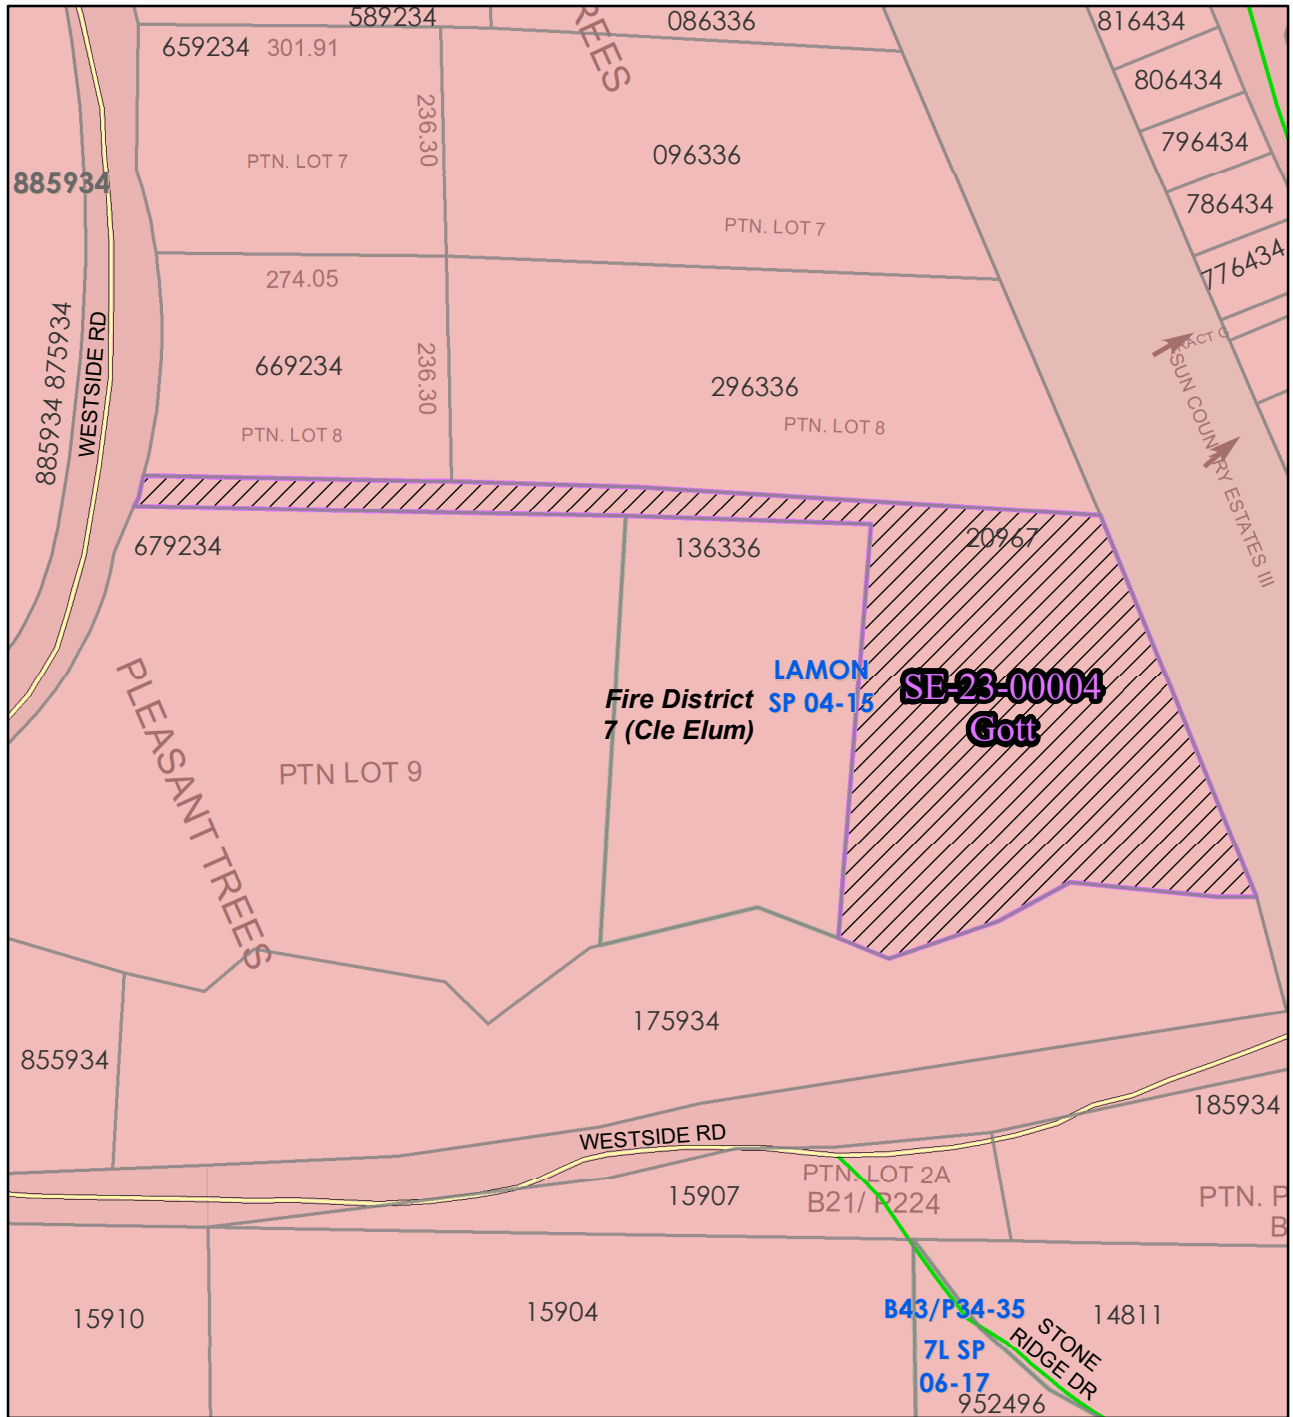 589234
086336
816434
659234 301.91
REES
806434
236.30
796434
PTN. LOT 7
096336
885934
786434
PTN. LOT 7
776434
274.05
885934 875934
WESTSIDE RD
669234
236.30
296336
PTN. LOT 8
PTN. LOT 8
RACT G
SUN COUNTRY ESTATES III
679234
136336
20967
PLEASANT TREES
LAMON
SP 04-15
Fire District
7 (Cle Elum)
SE-23-00004
Gott
PTN LOT 9
175934
855934
185934
WESTSIDE RD
PTN. LOT 2A
B21/ P224
15907
PTN. P
B
15910
15904
B43/P34-35
7L SP
06-17
14811
STONE
RIDGE DR
952496